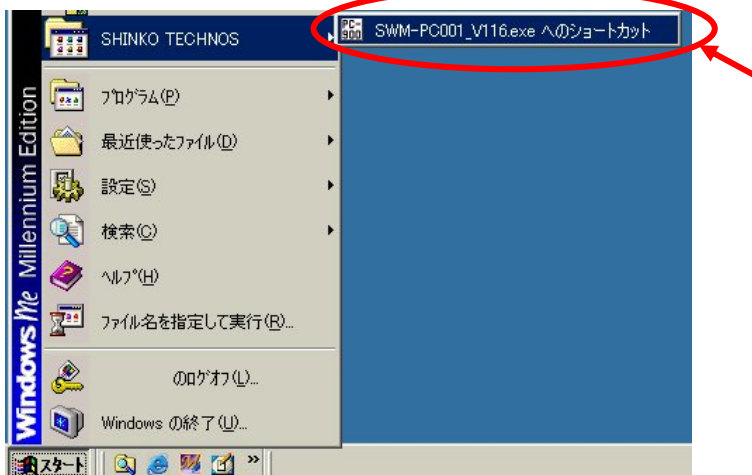 SHINKO TECHNOS
PC-
900
SWM-PC001_V116.exe へのショートカット
ﾌﾟﾛｸﾞﾗﾑ(P)
最近使ったﾌｧｲﾙ(D)
設定(S)
検索(C)
ﾍﾙﾌﾟ(H)
ﾌｧｲﾙ名を指定して実行(R)...
のﾛｸﾞｵﾌ(L)...
Windows の終了(U)...
Windows Me Millennium Edition
スタート
»